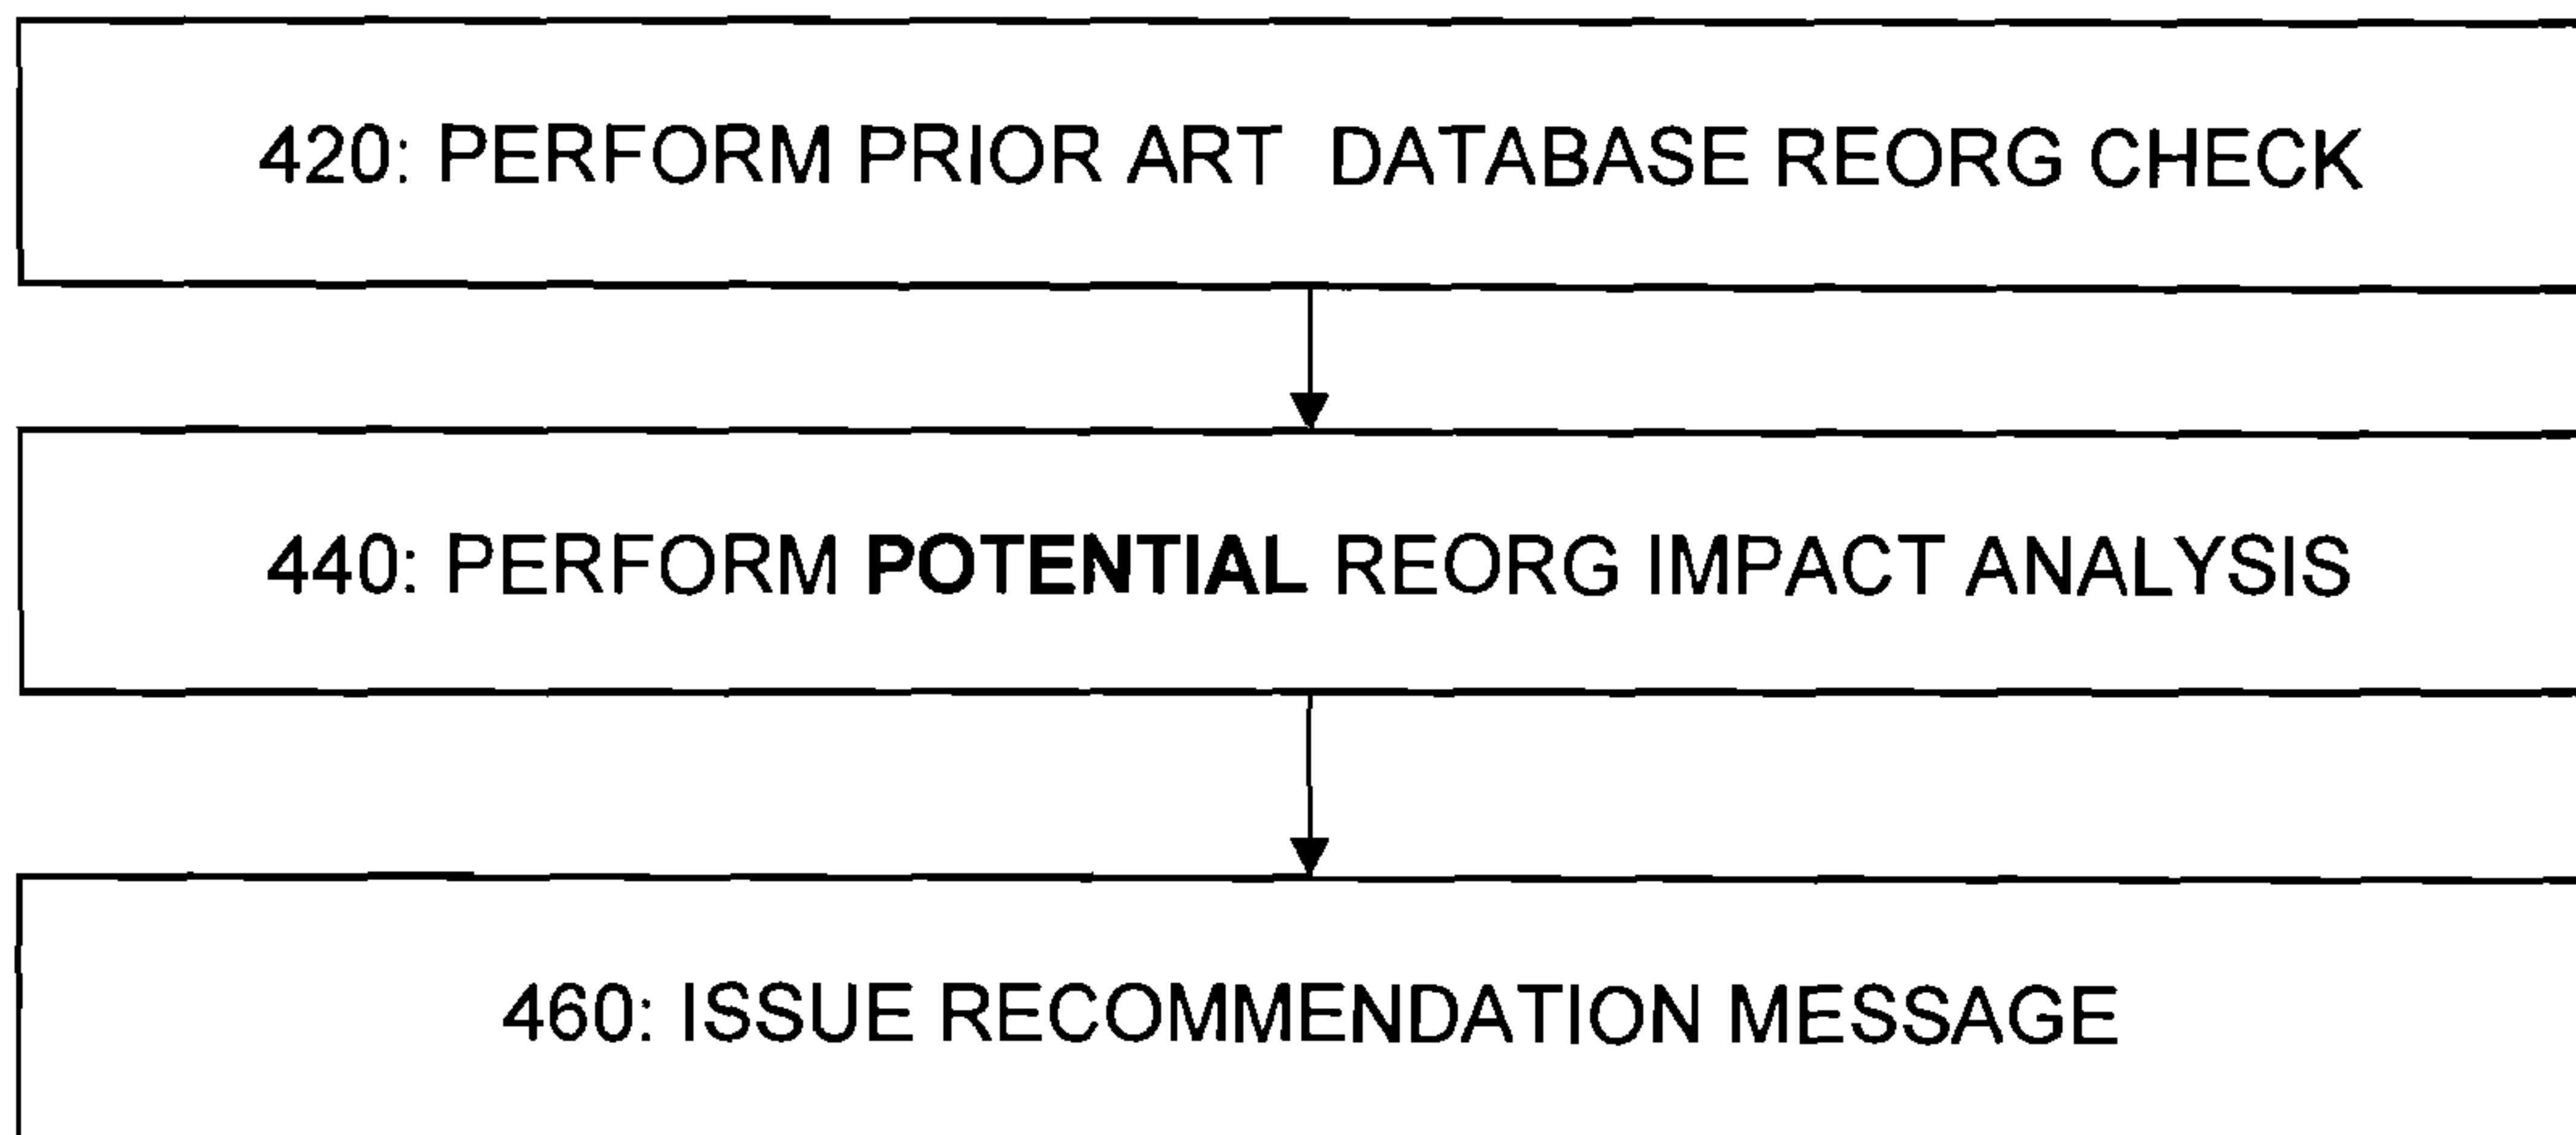 420: PERFORM PRIOR ART DATABASE REORG CHECK
440: PERFORM POTENTIAL REORG IMPACT ANALYSIS
460: ISSUE RECOMMENDATION MESSAGE